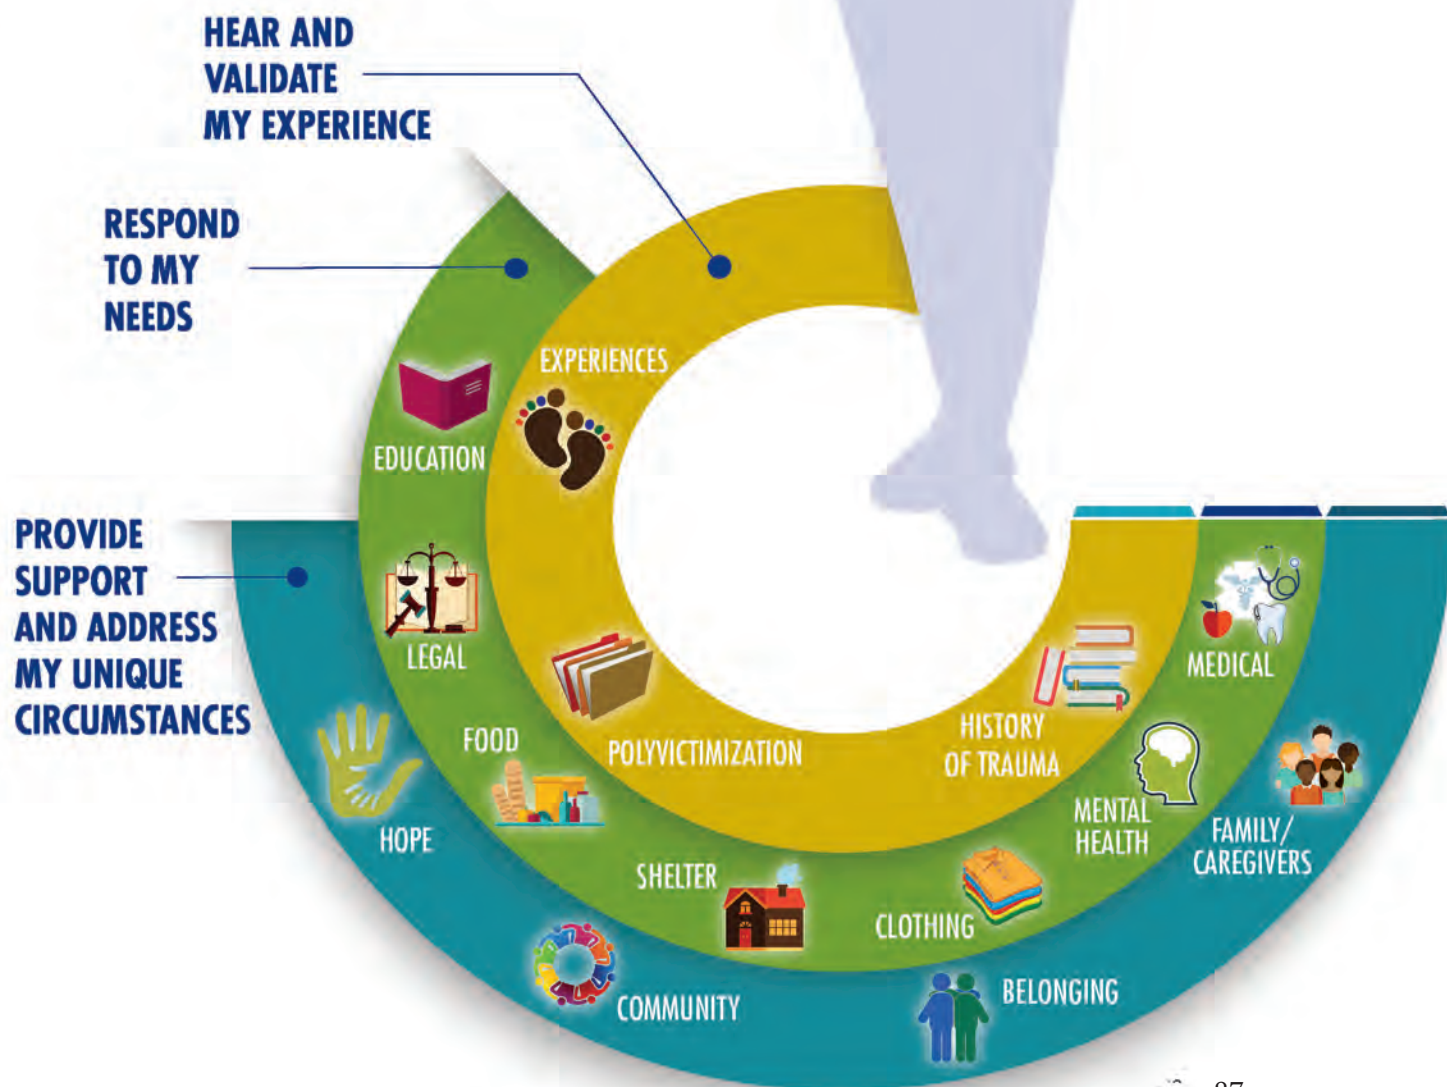 HEAR AND
VALIDATE
MY EXPERIENCE
RESPOND
TO MY
NEEDS
PROVIDE
SUPPORT
AND ADDRESS
MY UNIQUE
CIRCUMSTANCES
EXPERIENCES
POLYVICTIMIZATION
HISTORY
OF TRAUMA
EDUCATION
LEGAL
FOOD
SHELTER
CLOTHING
MENTAL
HEALTH
MEDICAL
HOPE
COMMUNITY
BELONGING
FAMILY/
CAREGIVERS